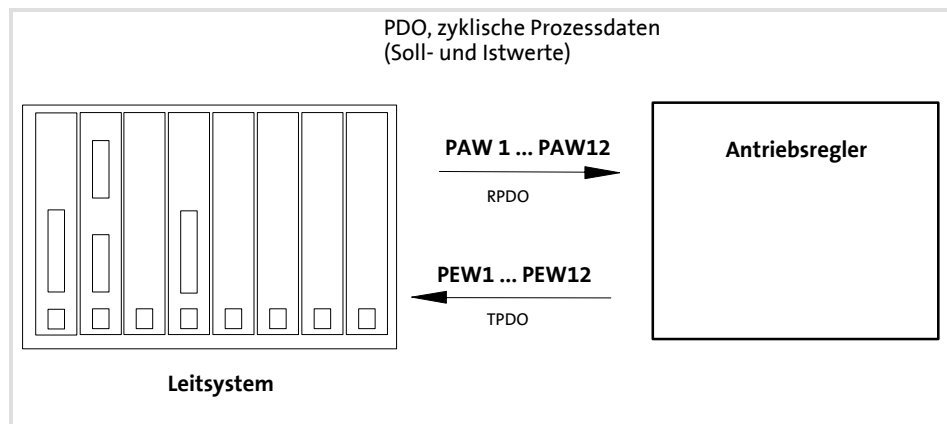 PDO, zyklische Prozessdaten
(Soll- und Istwerte)
PAW 1 ... PAW12
RPDO
Antriebsregler
PEW1 ... PEW12
TPDO
Leitsystem